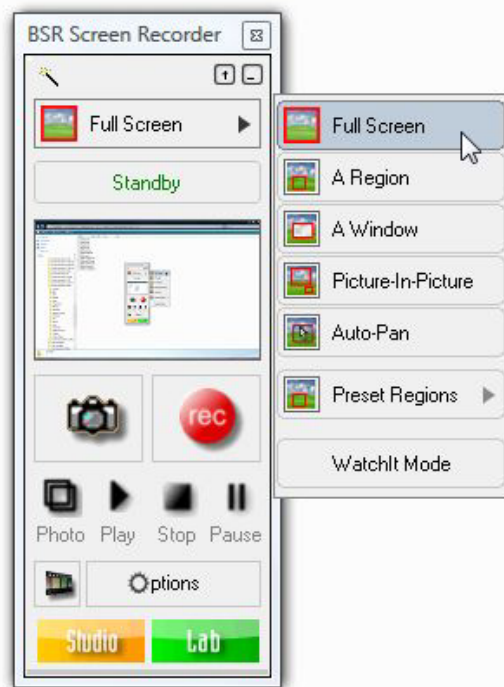 BSR Screen Recorder
Full Screen
Standby
rec
Photo Play Stop Pause
Options
Studio Lab
Full Screen
A Region
A Window
Picture-In-Picture
Auto-Pan
Preset Regions
WatchIt Mode